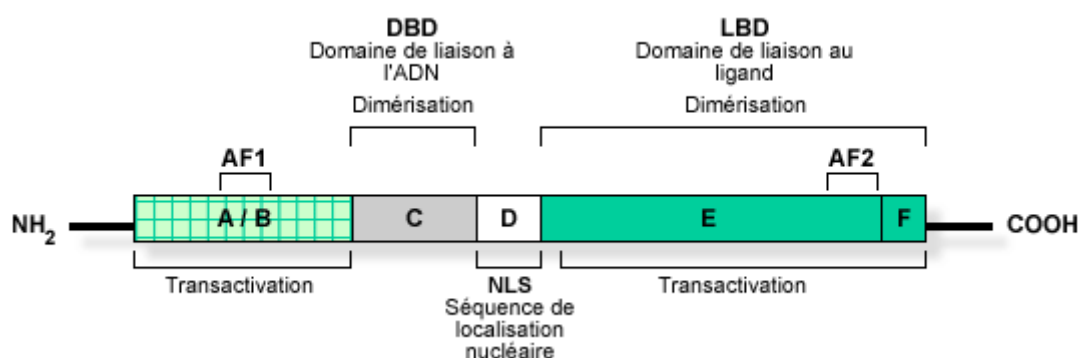 DBD
Domaine de liaison à
l'ADN
Dimérisation
LBD
Domaine de liaison au
ligand
Dimérisation
AF1
AF2
NH2
A / B
C
D
E
F
COOH
Transactivation
NLS
Séquence de
localisation
nucléaire
Transactivation